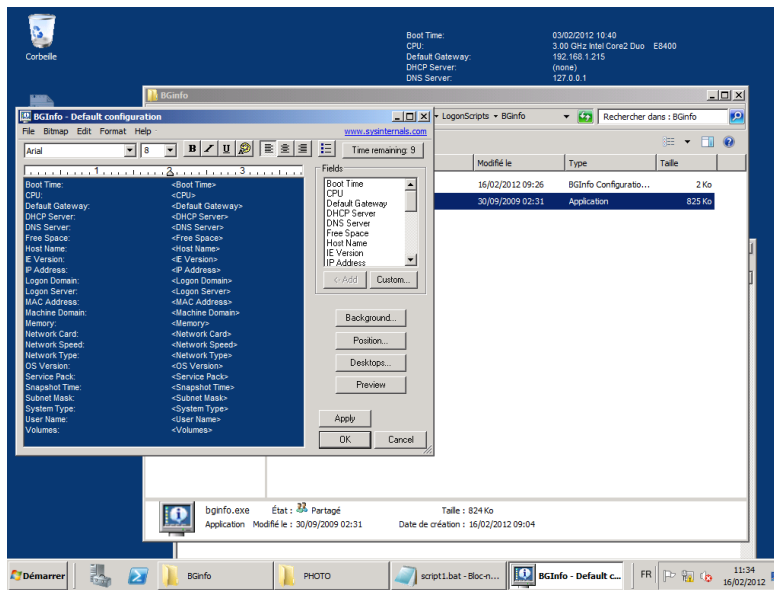 Corbeille
Boot Time: 03/02/2012 10:40
CPU: 3.00 GHz Intel Core2 Duo E8400
Default Gateway: 192.168.1.215
DHCP Server: (none)
DNS Server: 127.0.0.1
BGinfo
LogonScripts BGinfo Rechercher dans : BGinfo
Modifié le Type Taille
16/02/2012 09:26 BGInfo Configuratio... 2 Ko
30/09/2009 02:31 Application 825 Ko
BGInfo - Default configuration
File Bitmap Edit Format Help www.sysinternals.com
Arial 8 B I U Time remaining: 9
1 2 3
Boot Time: <Boot Time>
CPU: <CPU>
Default Gateway: <Default Gateway>
DHCP Server: <DHCP Server>
DNS Server: <DNS Server>
Free Space: <Free Space>
Host Name: <Host Name>
IE Version: <IE Version>
IP Address: <IP Address>
Logon Domain: <Logon Domain>
Logon Server: <Logon Server>
MAC Address: <MAC Address>
Machine Domain: <Machine Domain>
Memory: <Memory>
Network Card: <Network Card>
Network Speed: <Network Speed>
Network Type: <Network Type>
OS Version: <OS Version>
Service Pack: <Service Pack>
Snapshot Time: <Snapshot Time>
Subnet Mask: <Subnet Mask>
System Type: <System Type>
User Name: <User Name>
Volumes: <Volumes>
Fields
Boot Time
CPU
Default Gateway
DHCP Server
DNS Server
Free Space
Host Name
IE Version
IP Address
<- Add Custom...
Background...
Position...
Desktops...
Preview
Apply
OK Cancel
bginfo.exe État : Partagé Taille : 824 Ko
Application Modifié le : 30/09/2009 02:31 Date de création : 16/02/2012 09:04
Démarrer BGinfo PHOTO script1.bat - Bloc-n... BGInfo - Default c... FR 11:34
16/02/2012